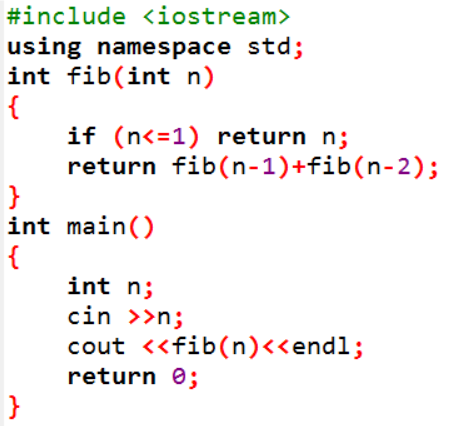 #include <iostream>
using namespace std;
int fib(int n)
{
    if (n<=1) return n;
    return fib(n-1)+fib(n-2);
}
int main()
{
    int n;
    cin >>n;
    cout <<fib(n)<<endl;
    return 0;
}